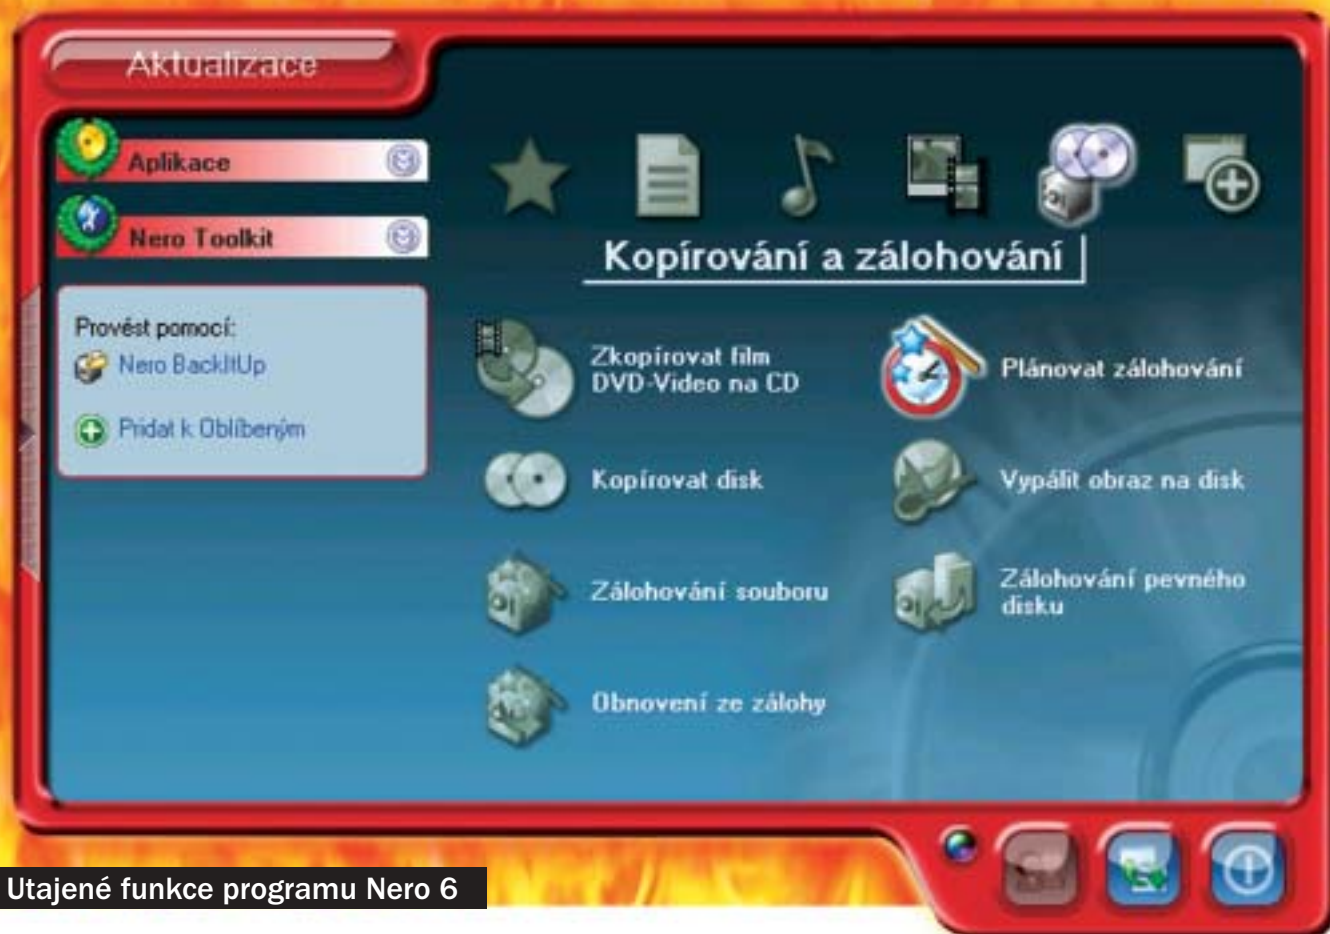 Aktualizace
Aplikace
Nero Toolkit
Provést pomocí:
Nero BackItUp
Pridat k Oblíbeným
Kopírování a zálohování
Zkopírovat film
DVD-Video na CD
Plánovat zálohování
Kopírovat disk
Vypálit obraz na disk
Zálohování souboru
Zálohování pevného
disku
Obnovení ze zálohy
Utajené funkce programu Nero 6